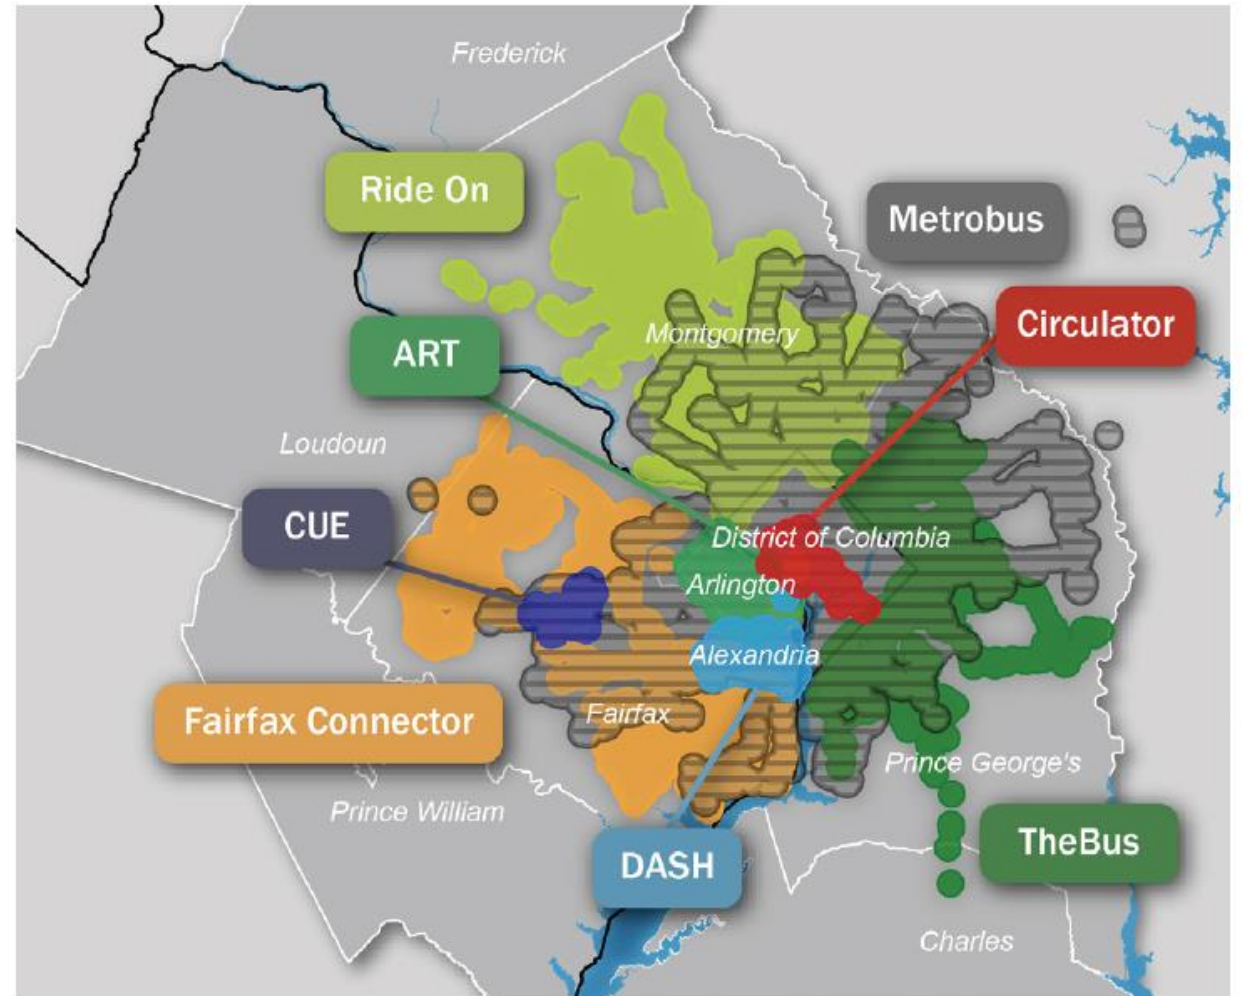 Frederick
Ride On
Metrobus
Circulator
Montgomery
ART
Loudoun
CUE
District of Columbia
Arlington
Alexandria
Fairfax
Fairfax Connector
Prince George's
Prince William
TheBus
DASH
Charles